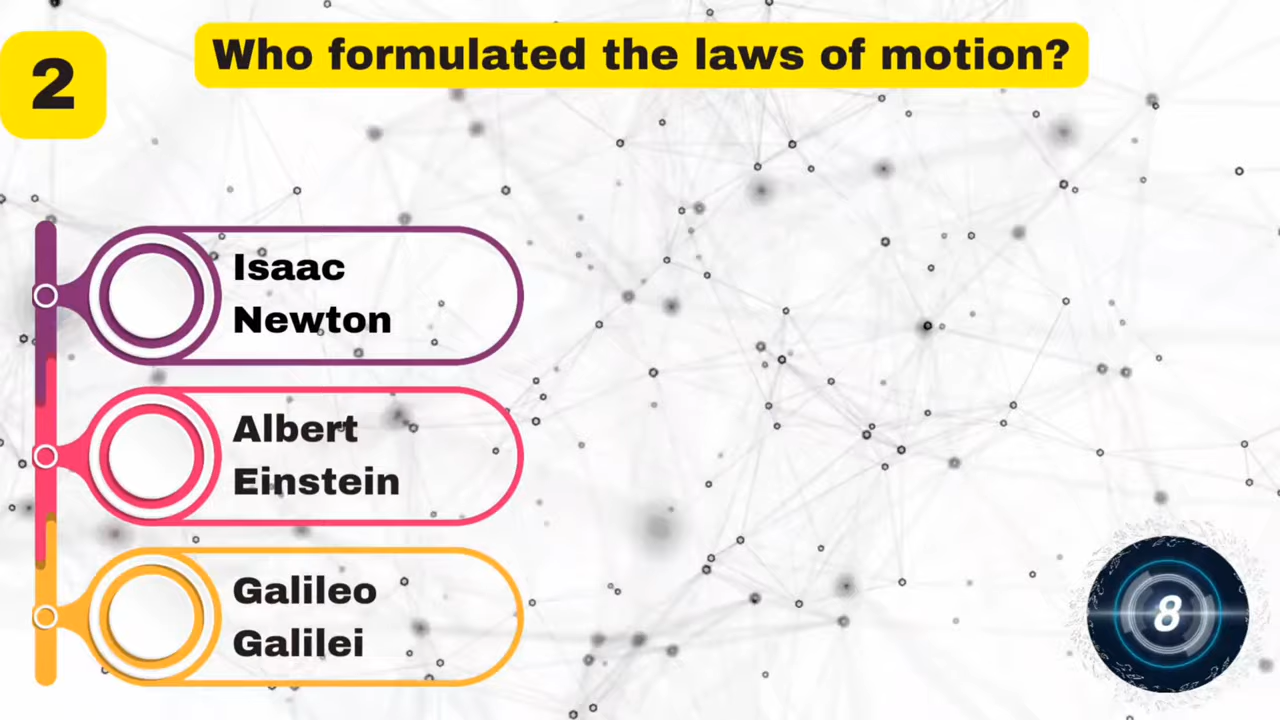 2
Who formulated the laws of motion?
Isaac
Newton
Albert
Einstein
Galileo
Galilei
8